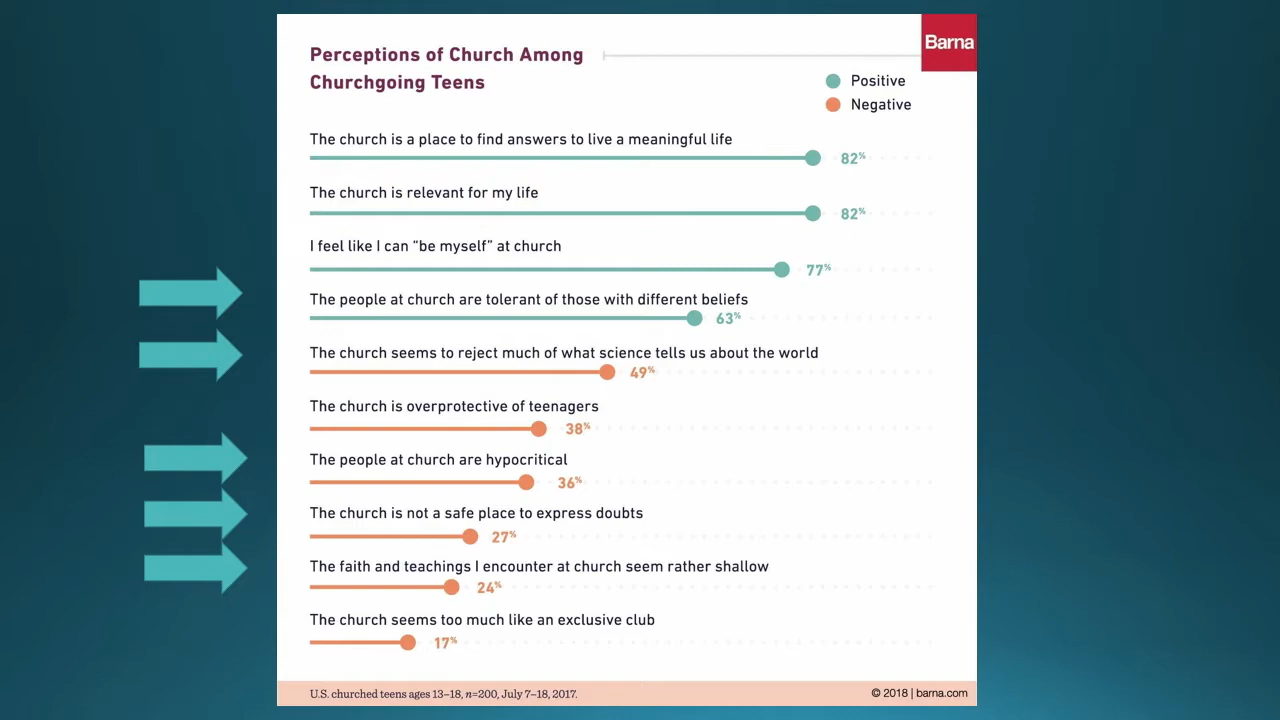 Perceptions of Church Among
Churchgoing Teens
Barna
Positive
Negative
The church is a place to find answers to live a meaningful life
82%
The church is relevant for my life
82%
I feel like I can “be myself” at church
77%
The people at church are tolerant of those with different beliefs
63%
The church seems to reject much of what science tells us about the world
49%
The church is overprotective of teenagers
38%
The people at church are hypocritical
36%
The church is not a safe place to express doubts
27%
The faith and teachings I encounter at church seem rather shallow
24%
The church seems too much like an exclusive club
17%
U.S. churched teens ages 13–18, n=200, July 7–18, 2017.
© 2018 | barna.com